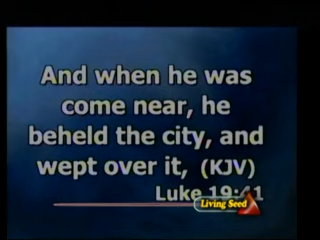 And when he was
come near, he
beheld the city, and
wept over it, (KJV)
Luke 19:41
Living Seed